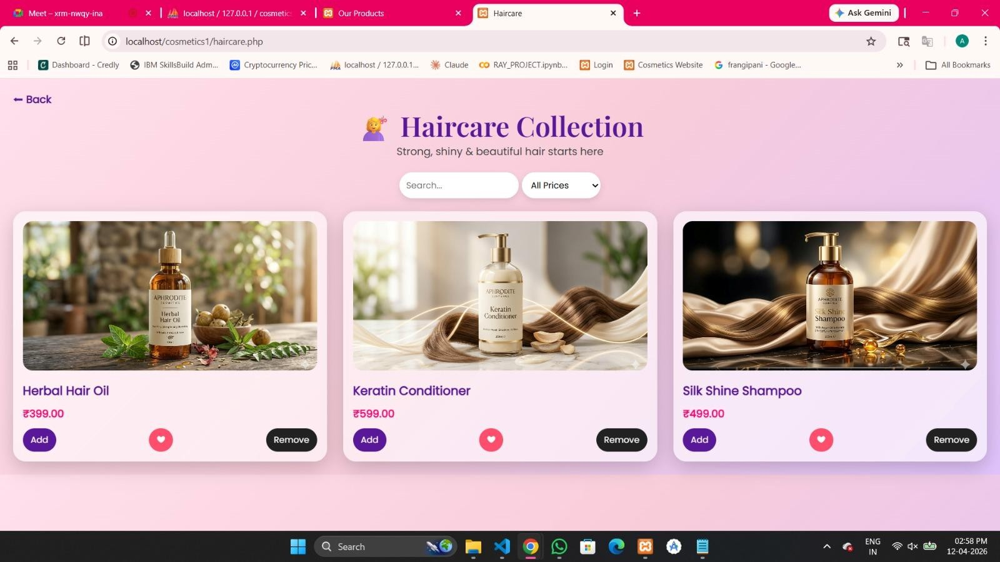 Meet – xrm-nwqy-ina
localhost / 127.0.0.1 / cosmetic
Our Products
Haircare
Ask Gemini
localhost/cosmetics1/haircare.php
A
Dashboard - Credly
IBM SkillsBuild Adm...
Cryptocurrency Pric...
localhost / 127.0.0.1...
Claude
RAY_PROJECT.ipynb...
Login
Cosmetics Website
frangipani - Google...
All Bookmarks
Back
Haircare Collection
Strong, shiny & beautiful hair starts here
Search...
All Prices
APHRODITE
COSMETICS
Herbal
Hair Oil
APHRODITE
COSMETICS
Keratin
Conditioner
APHRODITE
COSMETICS
Silk Shine
Shampoo
Herbal Hair Oil
Keratin Conditioner
Silk Shine Shampoo
₹399.00
₹599.00
₹499.00
Add
Remove
Add
Remove
Add
Remove
Search
ENG
IN
02:58 PM
12-04-2026